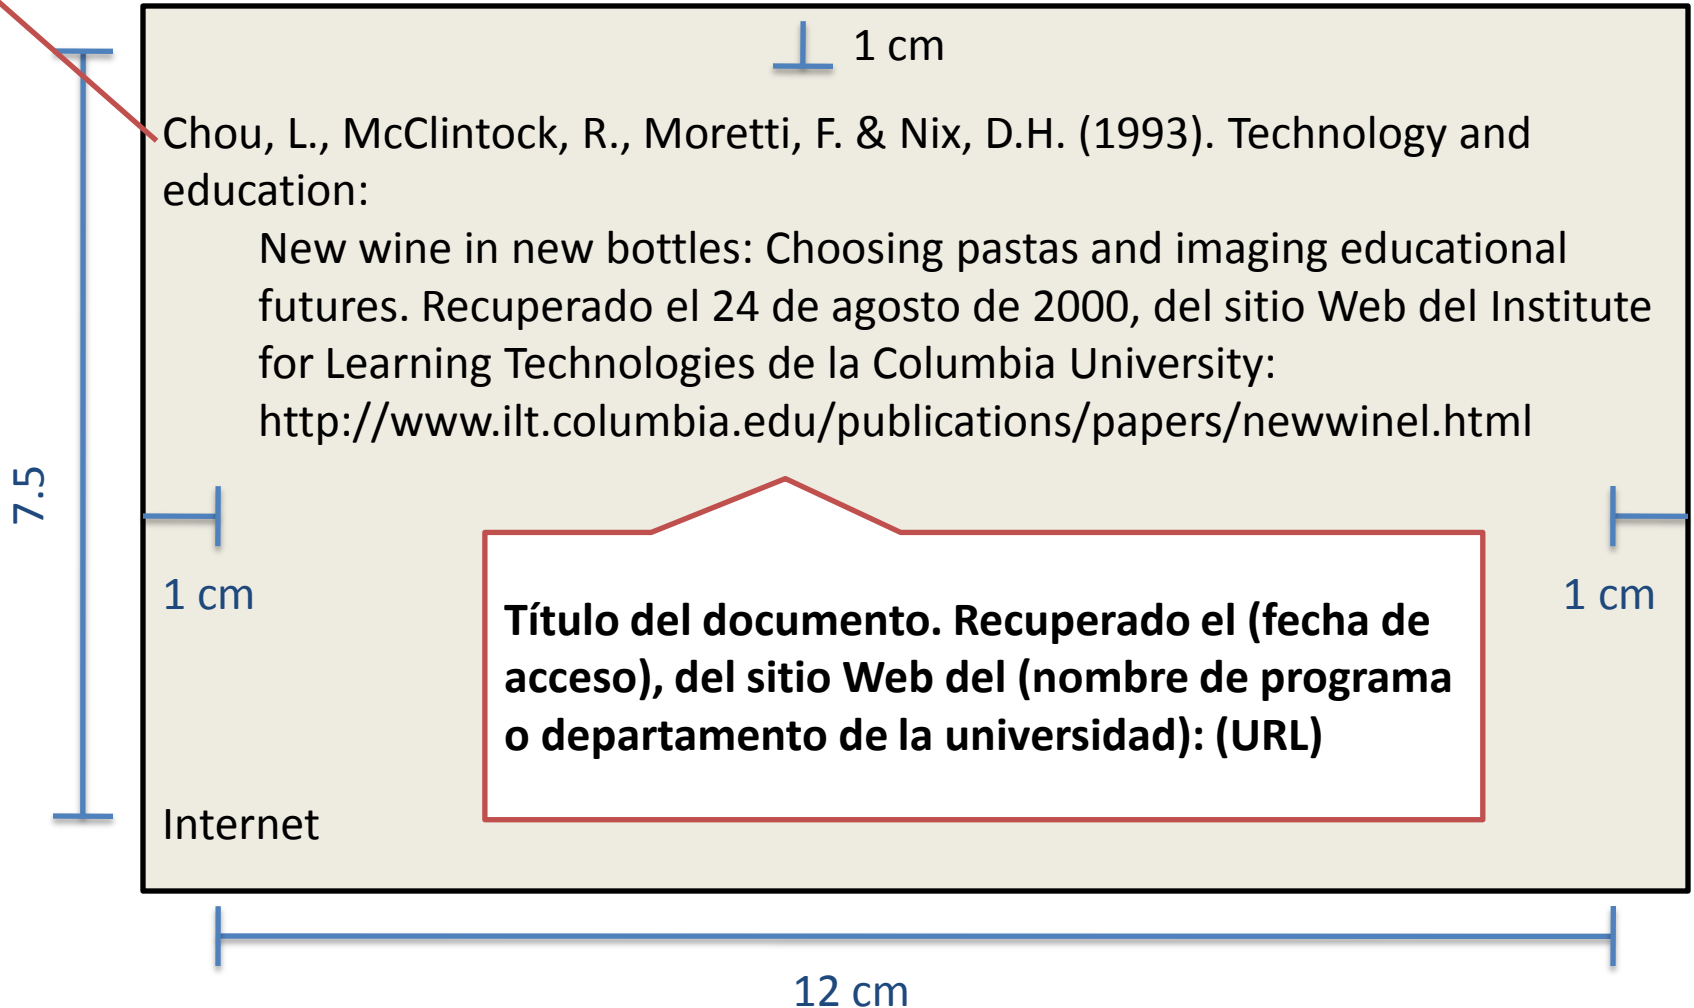 1 cm
Chou, L., McClintock, R., Moretti, F. & Nix, D.H. (1993). Technology and
education:
New wine in new bottles: Choosing pastas and imaging educational
futures. Recuperado el 24 de agosto de 2000, del sitio Web del Institute
for Learning Technologies de la Columbia University:
http://www.ilt.columbia.edu/publications/papers/newwinel.html
7.5
1 cm
1 cm
Título del documento. Recuperado el (fecha de
acceso), del sitio Web del (nombre de programa
o departamento de la universidad): (URL)
Internet
12 cm